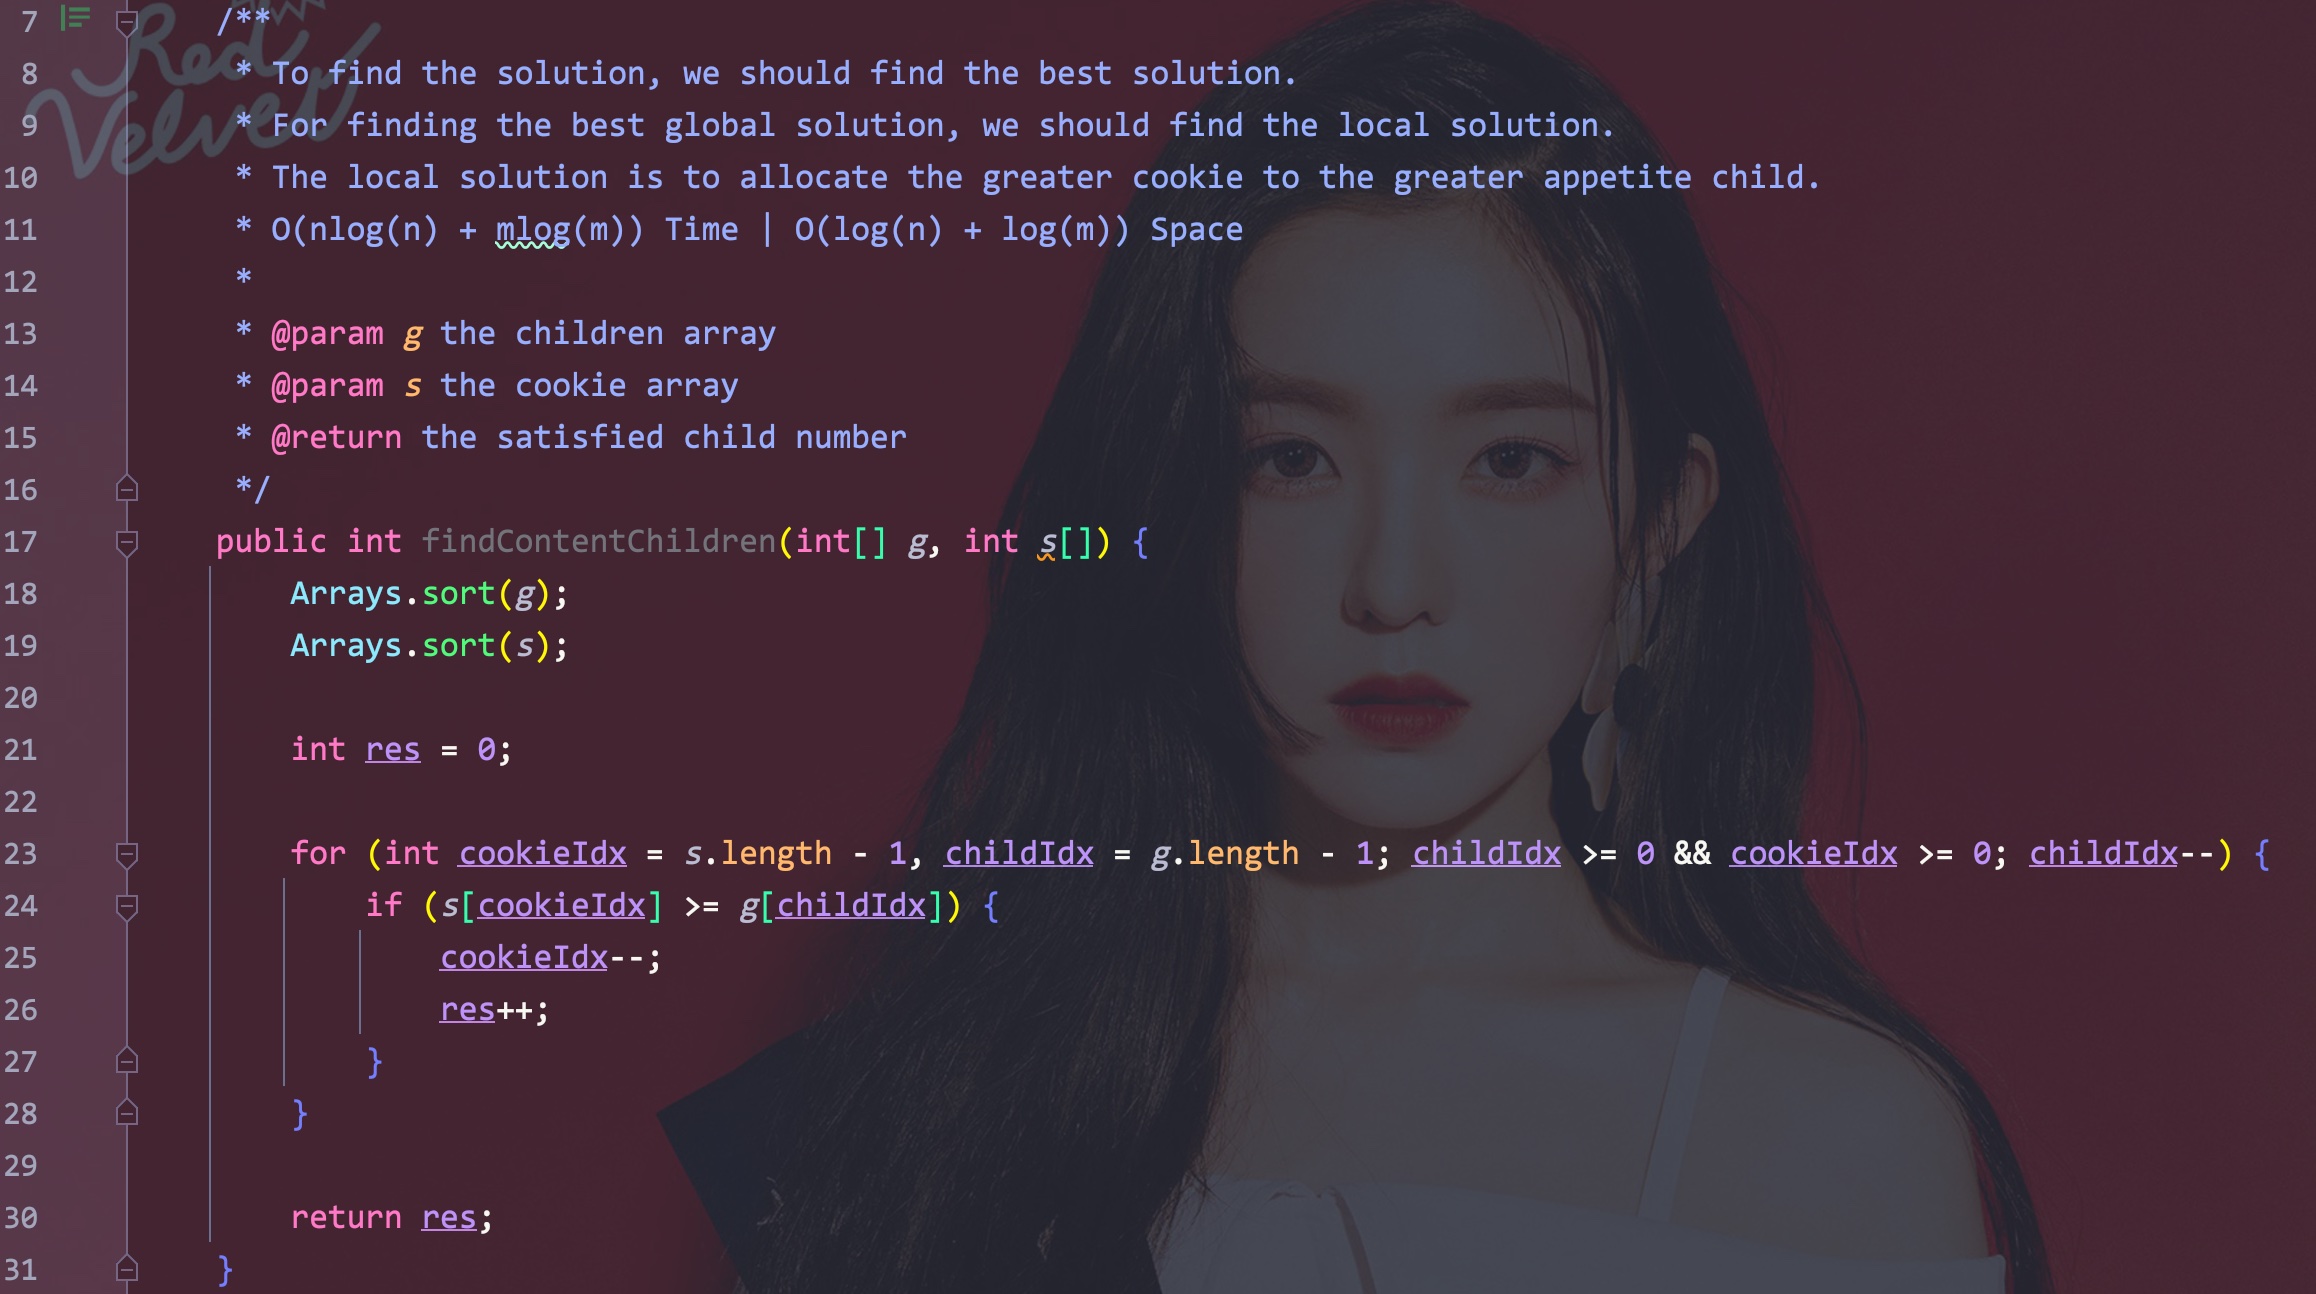 Red
Velvet
7 /**
8 * To find the solution, we should find the best solution.
9 * For finding the best global solution, we should find the local solution.
10 * The local solution is to allocate the greater cookie to the greater appetite child.
11 * O(nlog(n) + mlog(m)) Time | O(log(n) + log(m)) Space
12 *
13 * @param g the children array
14 * @param s the cookie array
15 * @return the satisfied child number
16 */
17 public int findContentChildren(int[] g, int s[]) {
18 Arrays.sort(g);
19 Arrays.sort(s);
20
21 int res = 0;
22
23 for (int cookieIdx = s.length - 1, childIdx = g.length - 1; childIdx >= 0 && cookieIdx >= 0; childIdx--) {
24 if (s[cookieIdx] >= g[childIdx]) {
25 cookieIdx--;
26 res++;
27 }
28 }
29
30 return res;
31 }